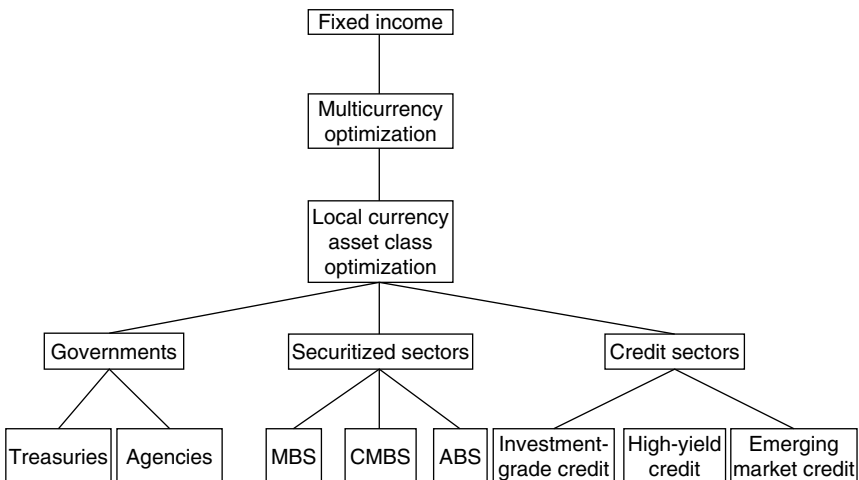 Fixed income
Multicurrency
optimization
Local currency
asset class
optimization
Governments
Securitized sectors
Credit sectors
Treasuries
Agencies
MBS
CMBS
ABS
Investment-
grade credit
High-yield
credit
Emerging
market credit